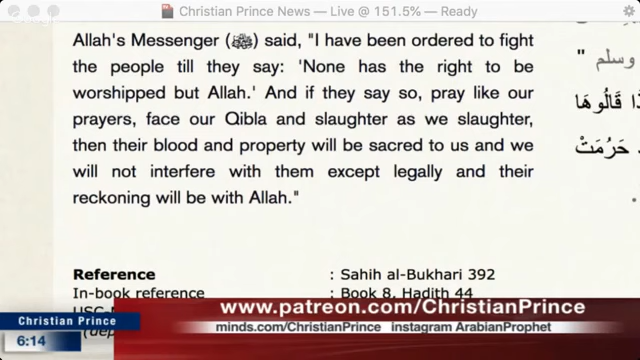 Christian Prince News — Live @ 151.5% — Ready
Allah's Messenger (ﷺ) said, "I have been ordered to fight
the people till they say: 'None has the right to be
worshipped but Allah.' And if they say so, pray like our
prayers, face our Qibla and slaughter as we slaughter,
then their blood and property will be sacred to us and we
will not interfere with them except legally and their
reckoning will be with Allah."
وسلم "
قَالُوهَا
حَرُمَتْ
Reference : Sahih al-Bukhari 392
In-book reference : Book 8, Hadith 44
www.patreon.com/ChristianPrince
Christian Prince
minds.com/ChristianPrince instagram ArabianProphet
6:14